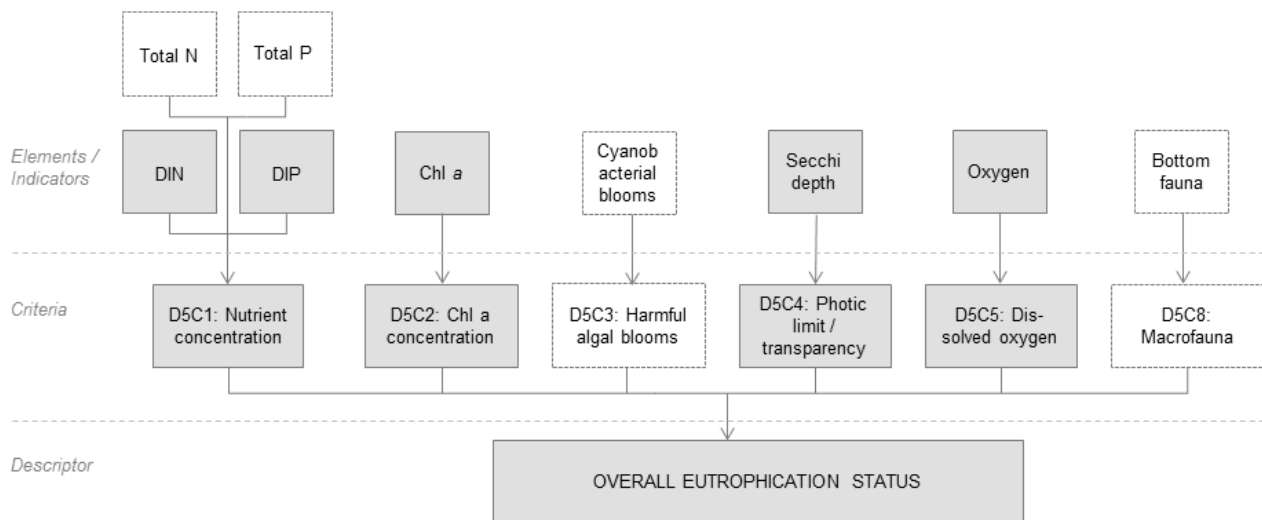 Total N
Total P
Elements /
Indicators
DIN
DIP
Chl a
Cyanob
acterial
blooms
Secchi
depth
Oxygen
Bottom
fauna
Criteria
D5C1: Nutrient
concentration
D5C2: Chl a
concentration
D5C3: Harmful
algal blooms
D5C4: Photic
limit /
transparency
D5C5: Dis-
solved oxygen
D5C8:
Macrofauna
Descriptor
OVERALL EUTROPHICATION STATUS